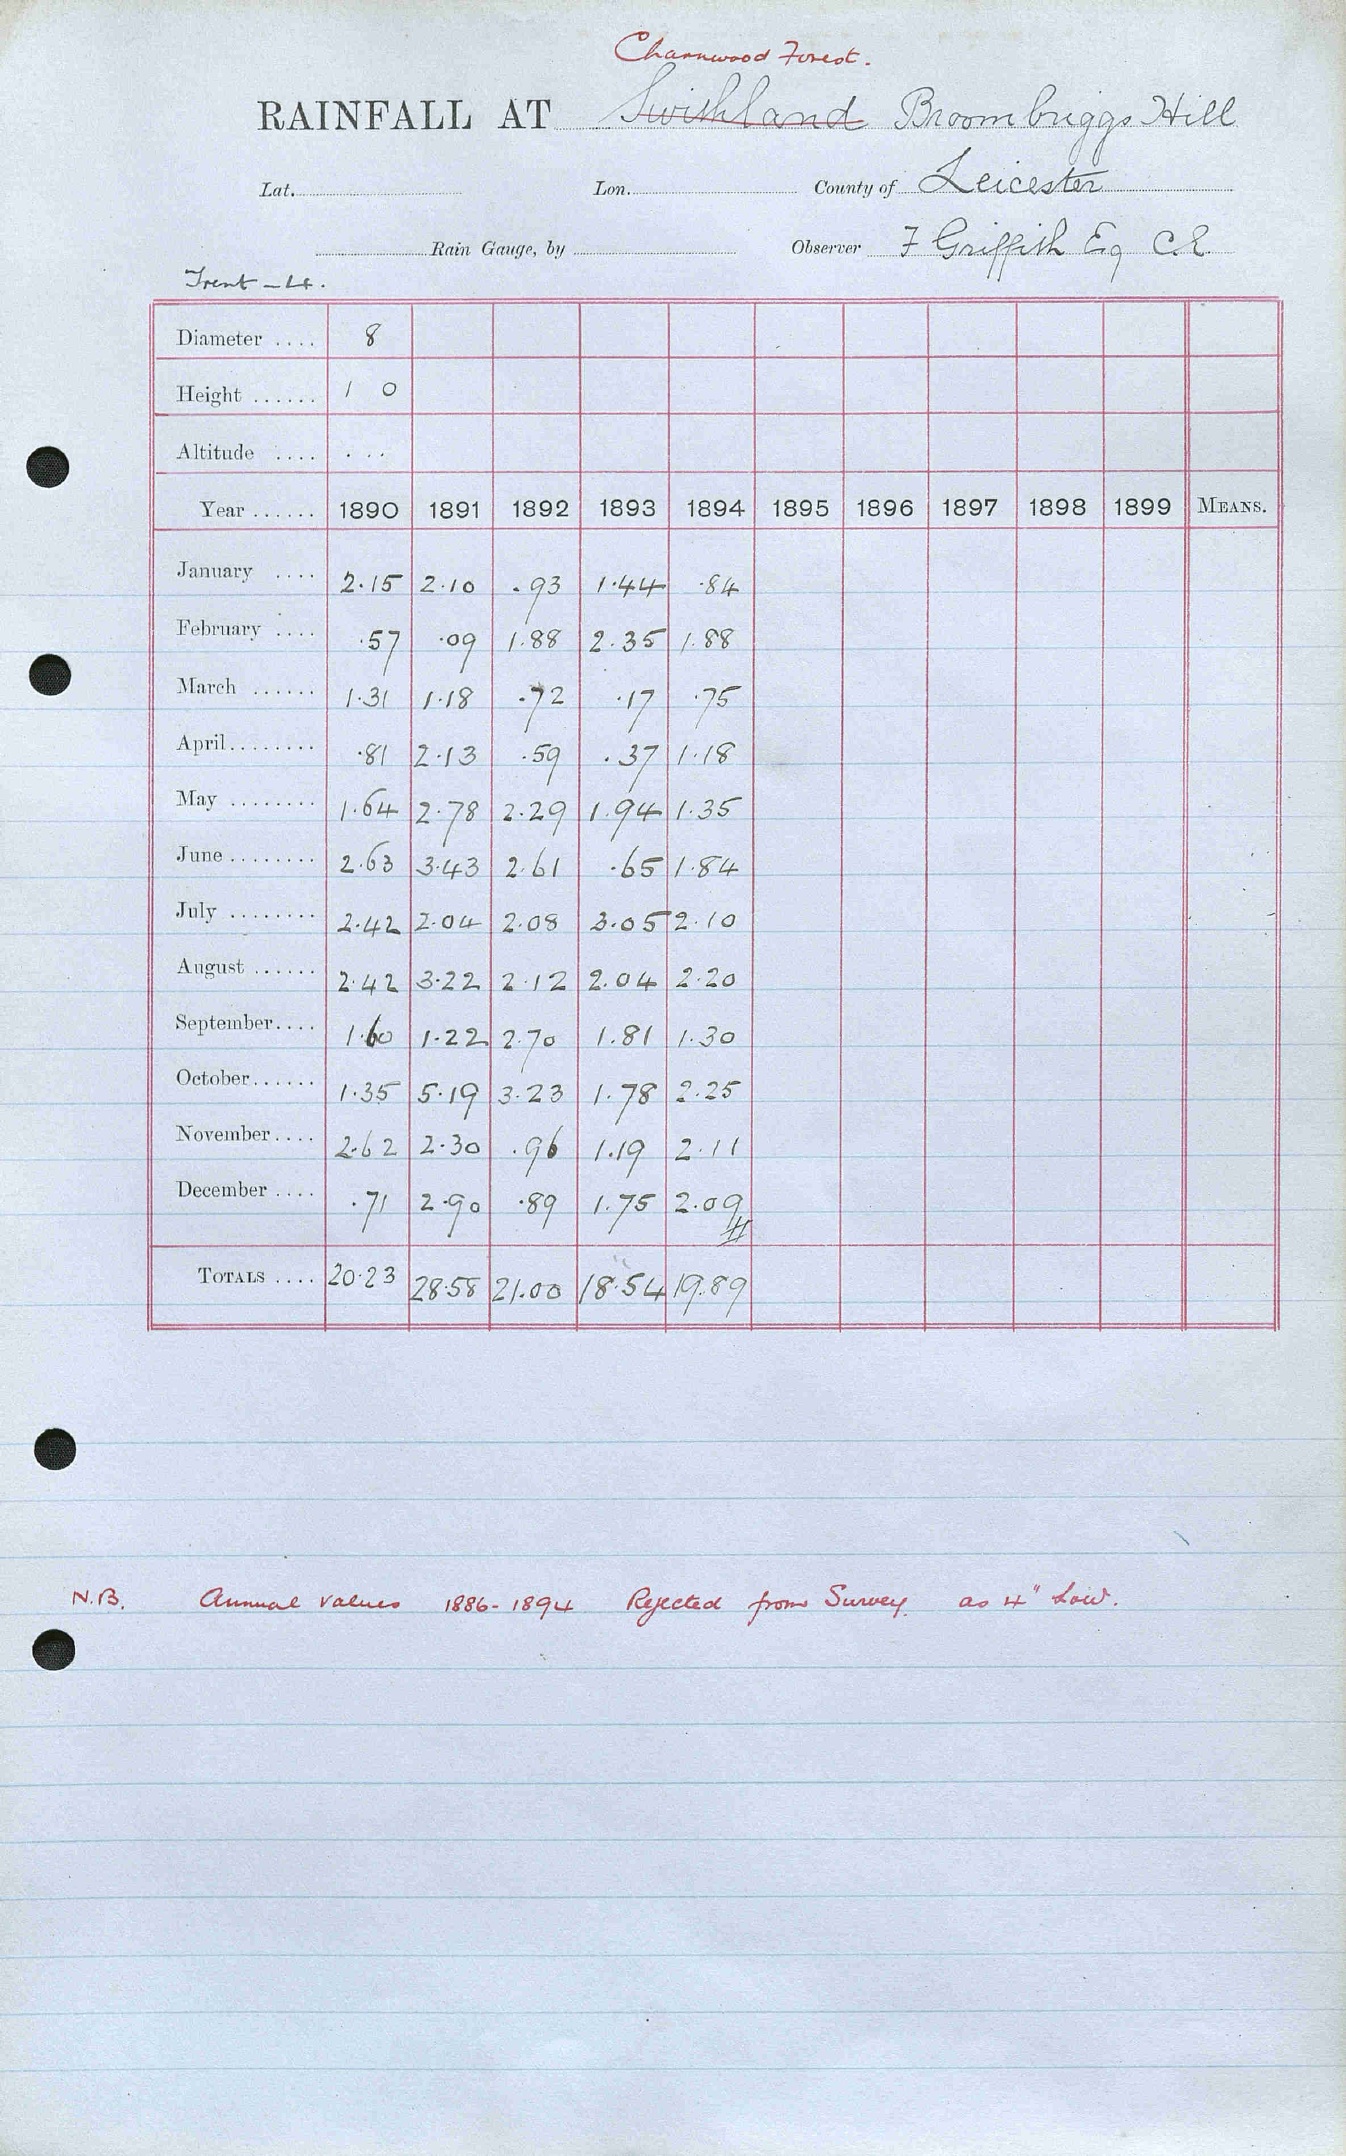 Charnwood Forest.
RAINFALL AT Swithland Broombriggs Hill
Lat. Lon. County of Leicester
Rain Gauge, by Observer F Griffith Esq C.E.
Trent - L4.
Diameter .... 8
Height ...... 1 0
Altitude .... ...
Year ...... 1890 1891 1892 1893 1894 1895 1896 1897 1898 1899 MEANS.
January .... 2.15 2.10 .93 1.44 .84
February .... .57 .09 1.88 2.35 1.88
March ...... 1.31 1.18 .72 .17 .75
April........ .81 2.13 .59 .37 1.18
May ........ 1.64 2.78 2.29 1.94 1.35
June ........ 2.63 3.43 2.61 .65 1.84
July ........ 2.42 2.04 2.08 3.05 2.10
August ...... 2.42 3.22 2.12 2.04 2.20
September.... 1.60 1.22 2.70 1.81 1.30
October...... 1.35 5.19 3.23 1.78 2.25
November.... 2.62 2.30 .96 1.19 2.11
December .... .71 2.90 .89 1.75 2.09
TOTALS .... 20.23 28.58 21.00 18.54 19.89
N.B. Annual values 1886-1894 Rejected from Survey as 4" Low.